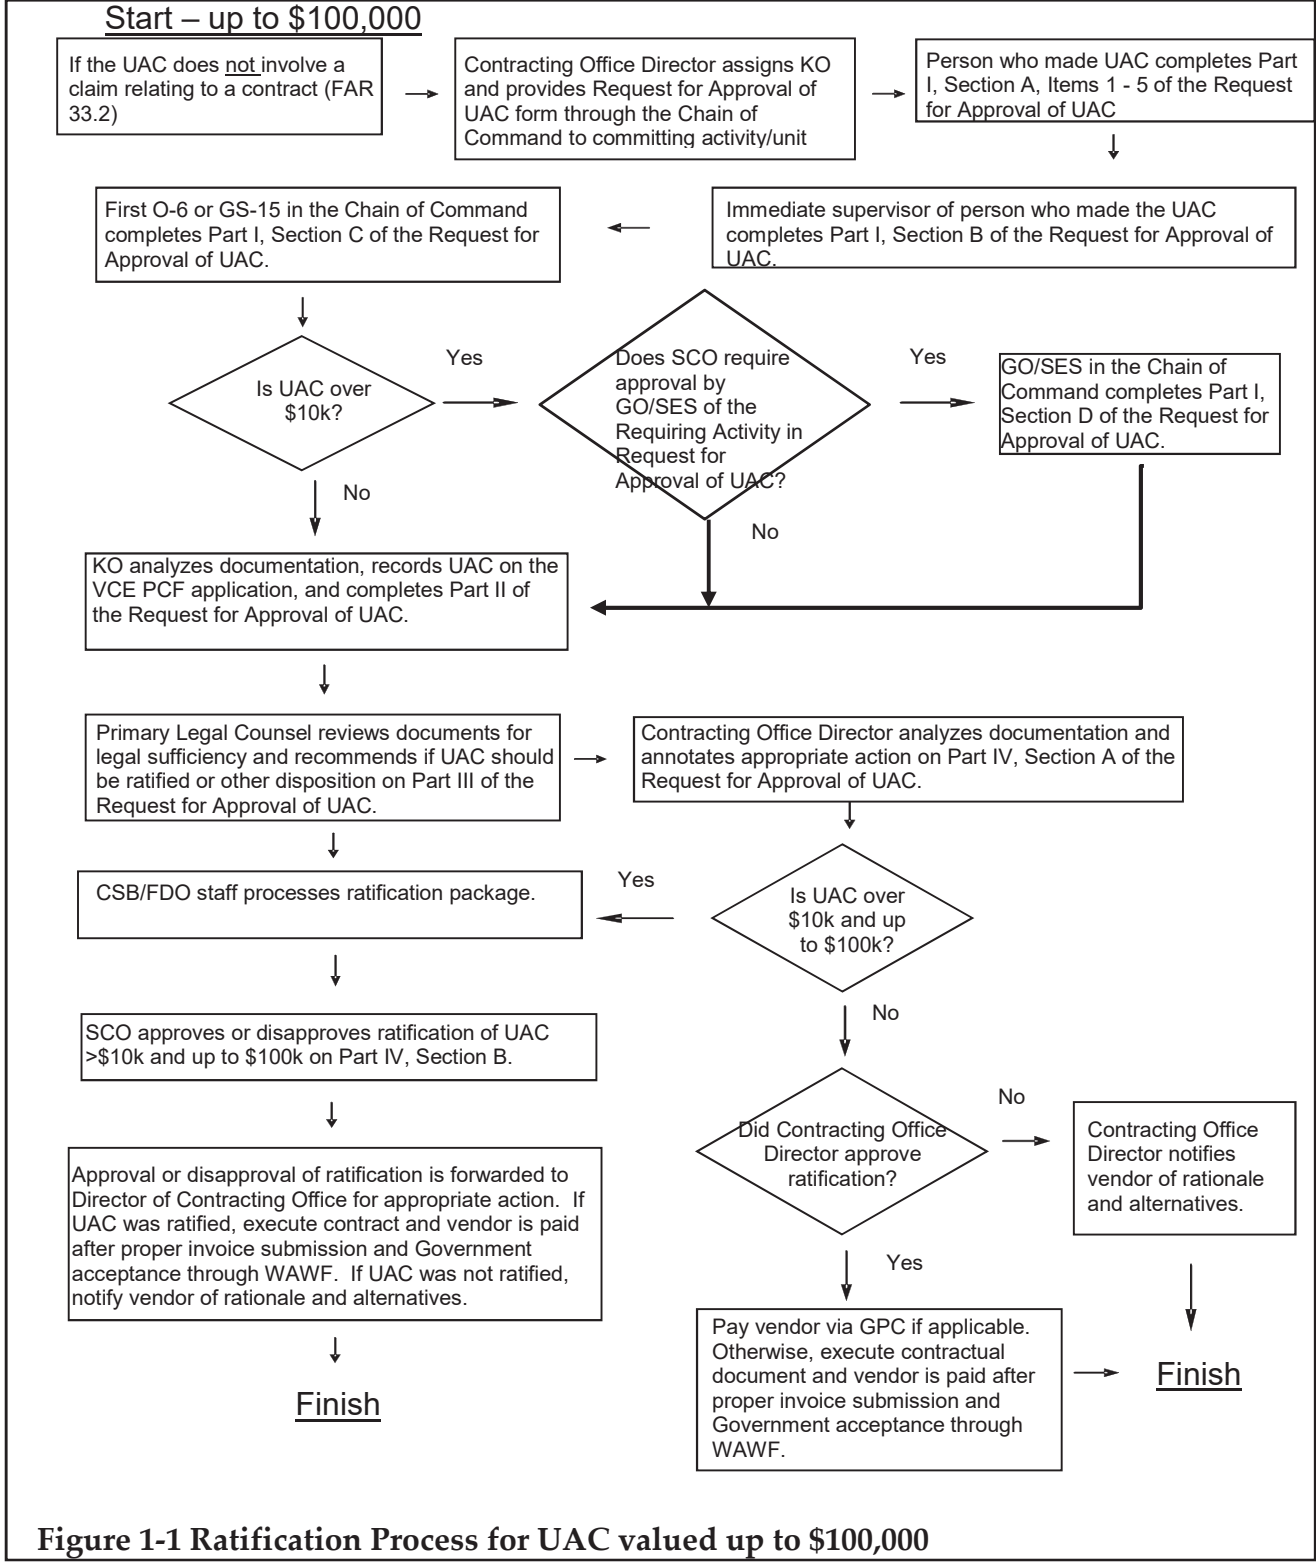 Start – up to $100,000
If the UAC does not involve a
claim relating to a contract (FAR
33.2)
Contracting Office Director assigns KO
and provides Request for Approval of
UAC form through the Chain of
Command to committing activity/unit
Person who made UAC completes Part
I, Section A, Items 1 - 5 of the Request
for Approval of UAC
First O-6 or GS-15 in the Chain of Command
completes Part I, Section C of the Request for
Approval of UAC.
Immediate supervisor of person who made the UAC
completes Part I, Section B of the Request for Approval of
UAC.
Is UAC over
$10k?
Yes
Does SCO require
approval by
GO/SES of the
Requiring Activity in
Request for
Approval of UAC?
Yes
GO/SES in the Chain of
Command completes Part I,
Section D of the Request for
Approval of UAC.
No
No
KO analyzes documentation, records UAC on the
VCE PCF application, and completes Part II of
the Request for Approval of UAC.
Primary Legal Counsel reviews documents for
legal sufficiency and recommends if UAC should
be ratified or other disposition on Part III of the
Request for Approval of UAC.
Contracting Office Director analyzes documentation and
annotates appropriate action on Part IV, Section A of the
Request for Approval of UAC.
CSB/FDO staff processes ratification package.
Yes
Is UAC over
$10k and up
to $100k?
No
SCO approves or disapproves ratification of UAC
>$10k and up to $100k on Part IV, Section B.
Did Contracting Office
Director approve
ratification?
No
Contracting Office
Director notifies
vendor of rationale
and alternatives.
Approval or disapproval of ratification is forwarded to
Director of Contracting Office for appropriate action.  If
UAC was ratified, execute contract and vendor is paid
after proper invoice submission and Government
acceptance through WAWF.  If UAC was not ratified,
notify vendor of rationale and alternatives.
Yes
Pay vendor via GPC if applicable.
Otherwise, execute contractual
document and vendor is paid after
proper invoice submission and
Government acceptance through
WAWF.
Finish
Finish
Figure 1-1 Ratification Process for UAC valued up to $100,000